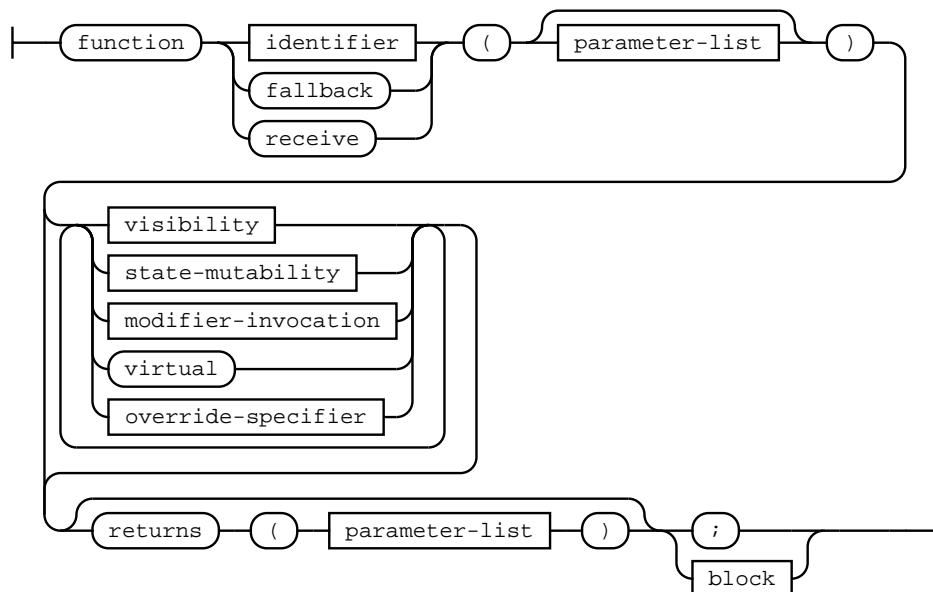 function identifier ( parameter-list )
fallback
receive
visibility
state-mutability
modifier-invocation
virtual
override-specifier
returns ( parameter-list ) ;
block